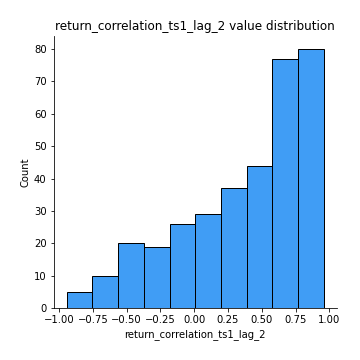 return_correlation_ts1_lag_2 value distribution
80
70
60
50
40
30
20
10
0
Count
−1.00 −0.75 −0.50 −0.25 0.00 0.25 0.50 0.75 1.00
return_correlation_ts1_lag_2